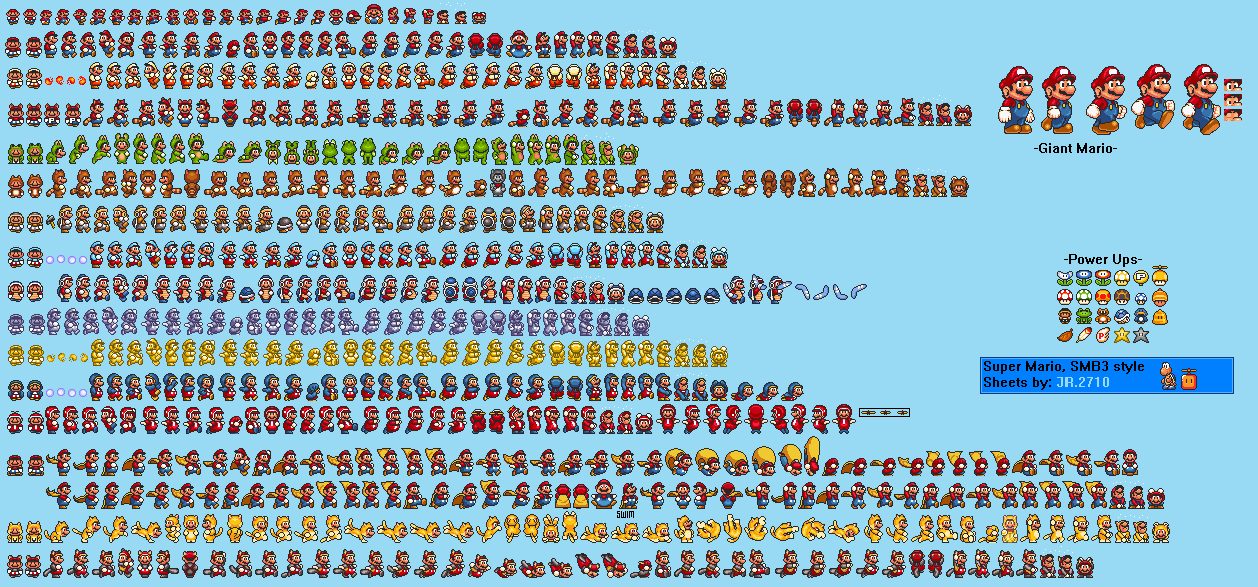 -Giant Mario-
-Power Ups-
Super Mario, SMB3 style
Sheets by: JR.2710
SWIM